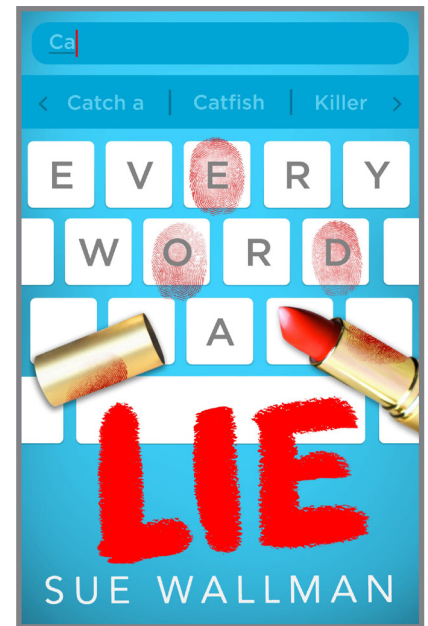 Ca
< Catch a | Catfish | Killer >
EVERY
WORD
A
LIE
SUE WALLMAN